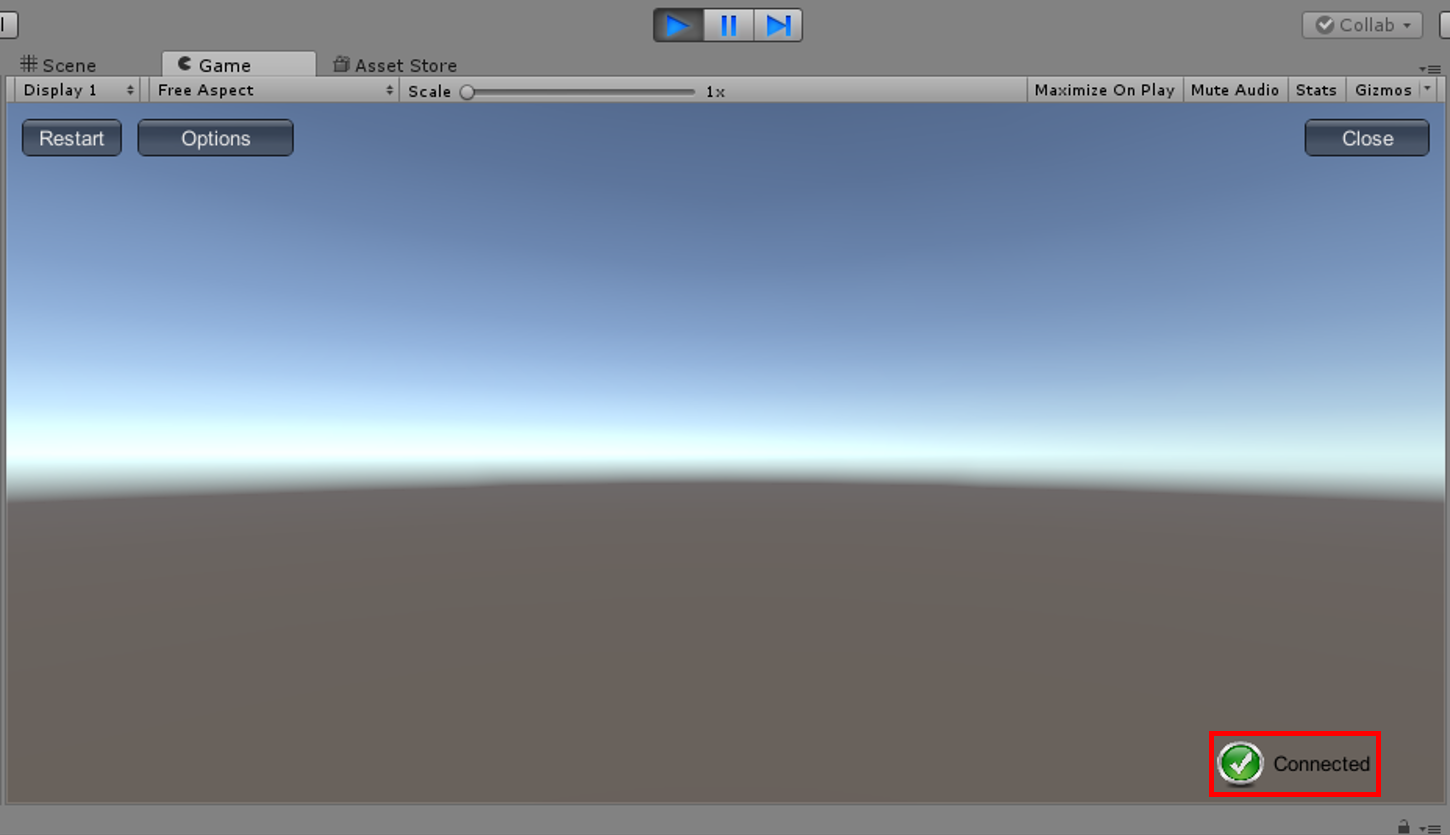 Collab
Scene Game Asset Store
Display 1 Free Aspect Scale 1x Maximize On Play Mute Audio Stats Gizmos
Restart Options Close
Connected